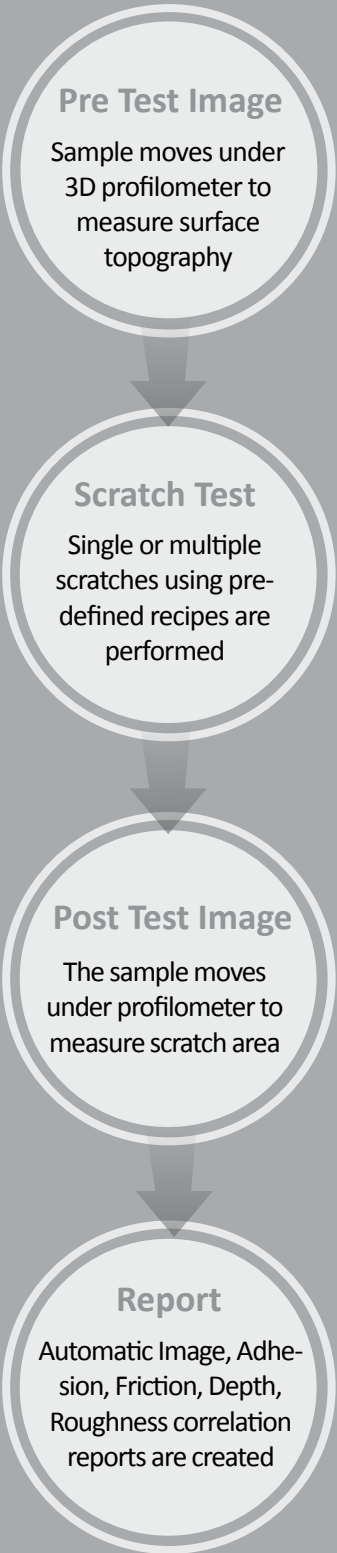 Pre Test Image
Sample moves under
3D profilometer to
measure surface
topography
Scratch Test
Single or multiple
scratches using pre-
defined recipes are
performed
Post Test Image
The sample moves
under profilometer to
measure scratch area
Report
Automatic Image, Adhe-
sion, Friction, Depth,
Roughness correlation
reports are created